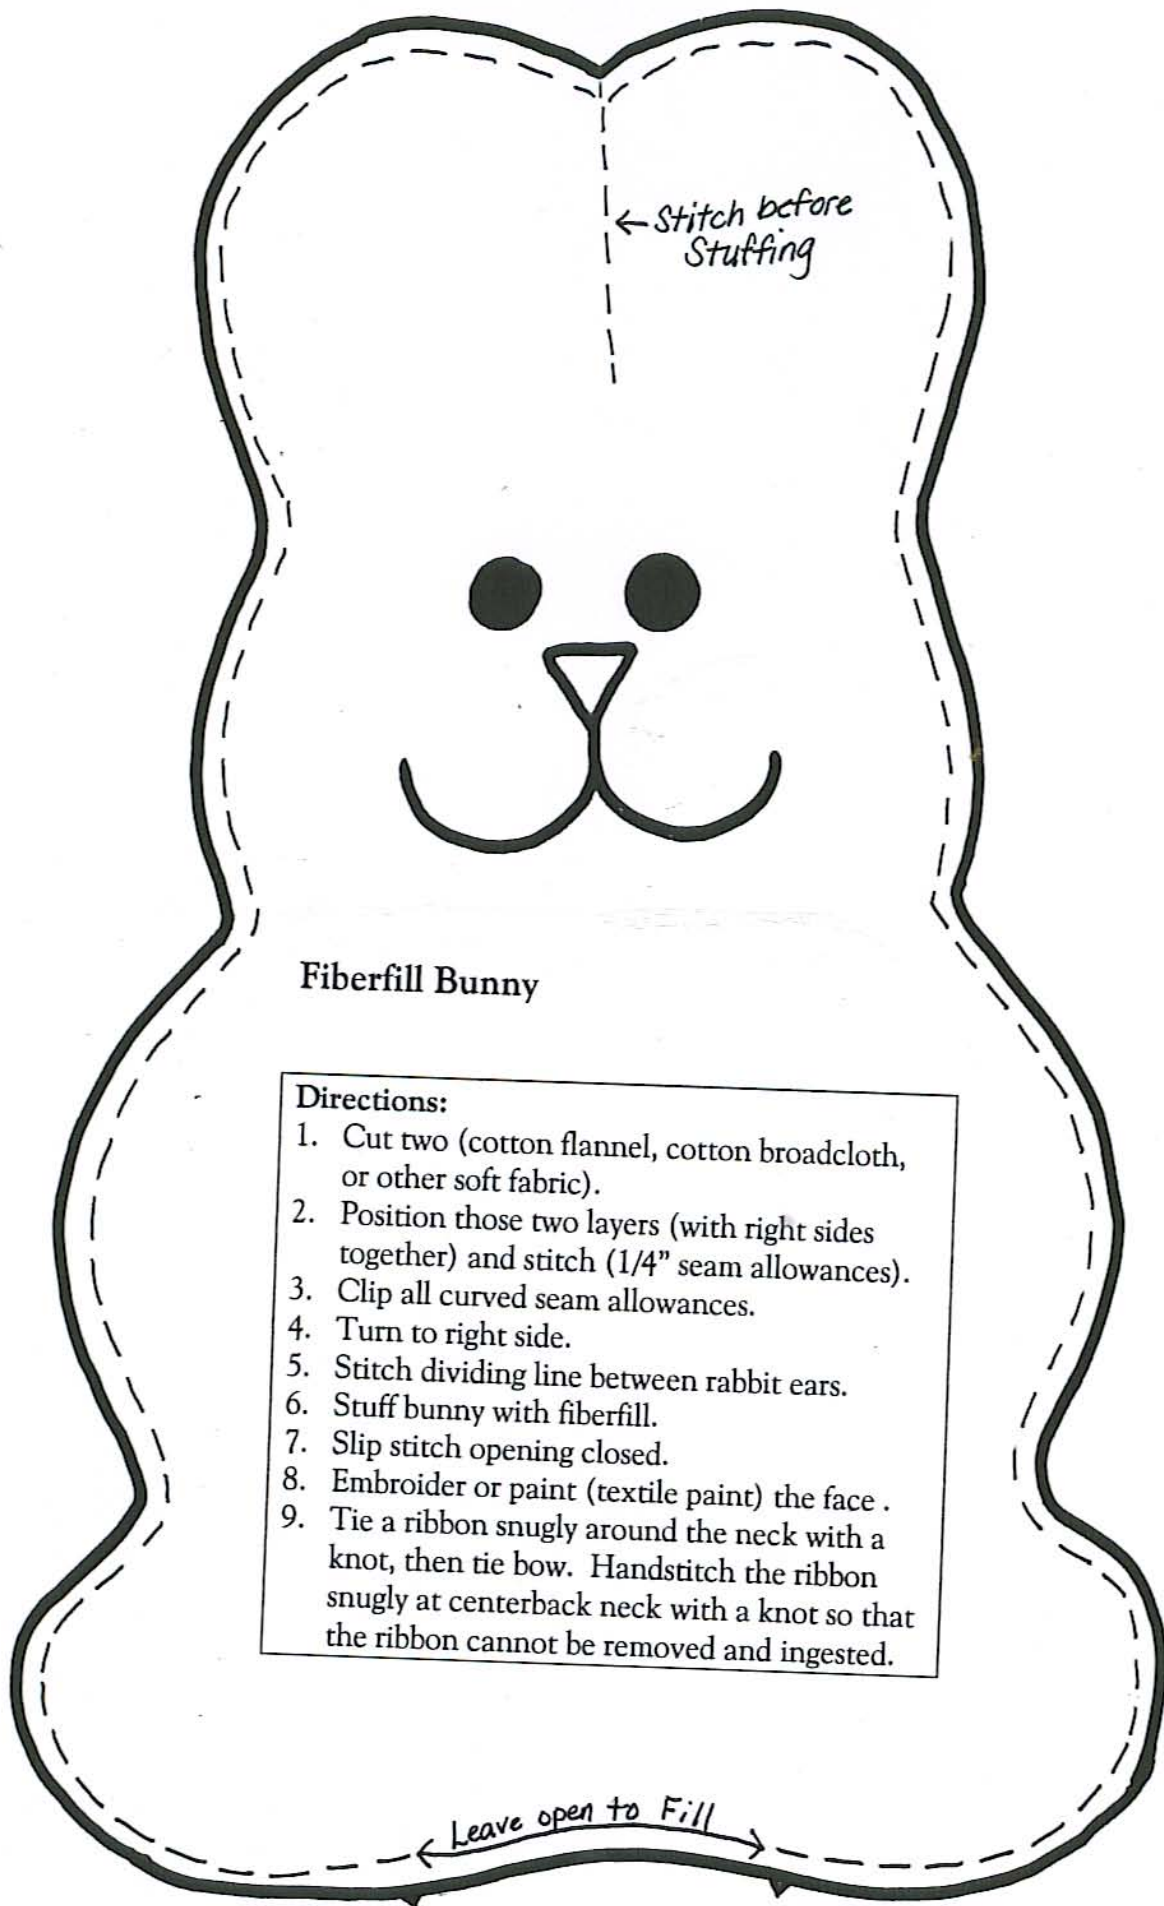 Stitch before
Stuffing
Fiberfill Bunny
Directions:
1. Cut two (cotton flannel, cotton broadcloth,
or other soft fabric).
2. Position those two layers (with right sides
together) and stitch (1/4" seam allowances).
3. Clip all curved seam allowances.
4. Turn to right side.
5. Stitch dividing line between rabbit ears.
6. Stuff bunny with fiberfill.
7. Slip stitch opening closed.
8. Embroider or paint (textile paint) the face .
9. Tie a ribbon snugly around the neck with a
knot, then tie bow. Handstitch the ribbon
snugly at centerback neck with a knot so that
the ribbon cannot be removed and ingested.
Leave open to Fill